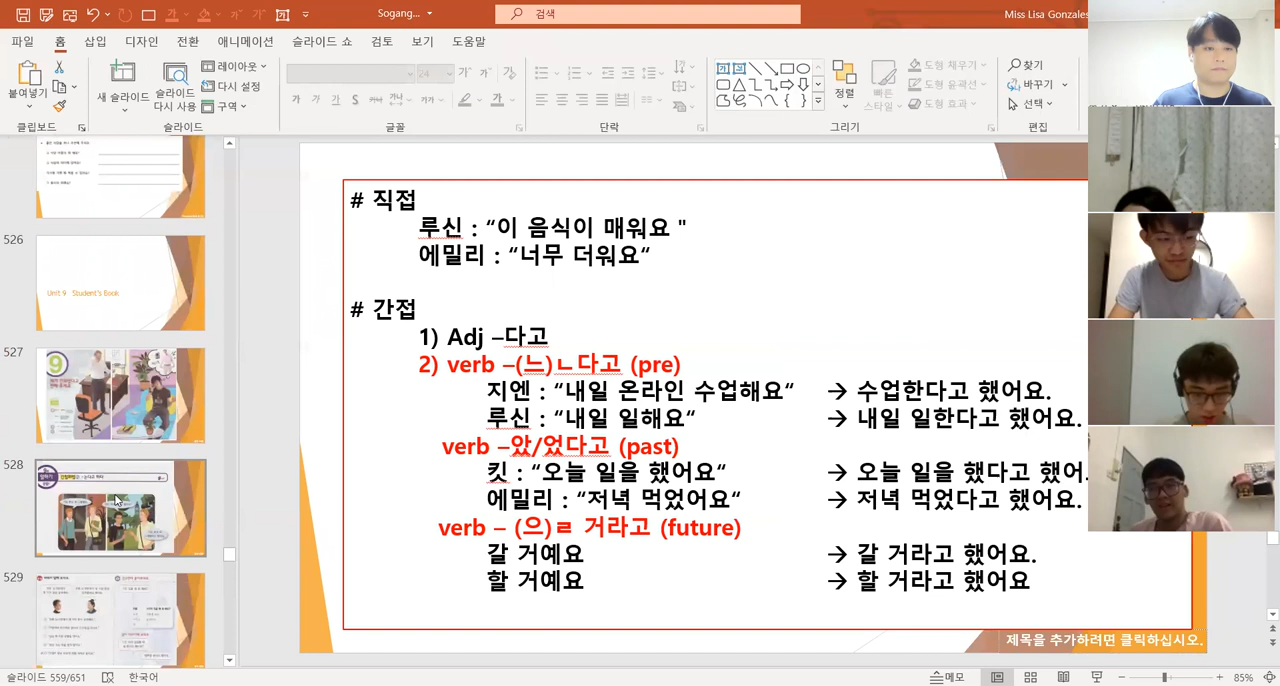 Sogang...
검색
Miss Lisa Gonzales
파일 홈 삽입 디자인 전환 애니메이션 슬라이드 쇼 검토 보기 도움말
붙여넣기
새 슬라이드
슬라이드 다시 사용
레이아웃
다시 설정
구역
24
정렬
빠른 스타일
도형 채우기
도형 윤곽선
도형 효과
찾기
바꾸기
선택
클립보드 슬라이드 글꼴 단락 그리기 편집
526
Unit 9 Student's Book
527
9
528
529
# 직접
루신 : “이 음식이 매워요 "
에밀리 : “너무 더워요“
# 간접
1) Adj –다고
2) verb –(느)ㄴ다고 (pre)
지엔 : “내일 온라인 수업해요“ → 수업한다고 했어요.
루신 : “내일 일해요“ → 내일 일한다고 했어요.
verb –았/었다고 (past)
킷 : “오늘 일을 했어요“ → 오늘 일을 했다고 했어
에밀리 : “저녁 먹었어요“ → 저녁 먹었다고 했어요.
verb – (으)ㄹ 거라고 (future)
갈 거예요 → 갈 거라고 했어요.
할 거예요 → 할 거라고 했어요
제목을 추가하려면 클릭하십시오.
슬라이드 559/651 한국어 메모 85%